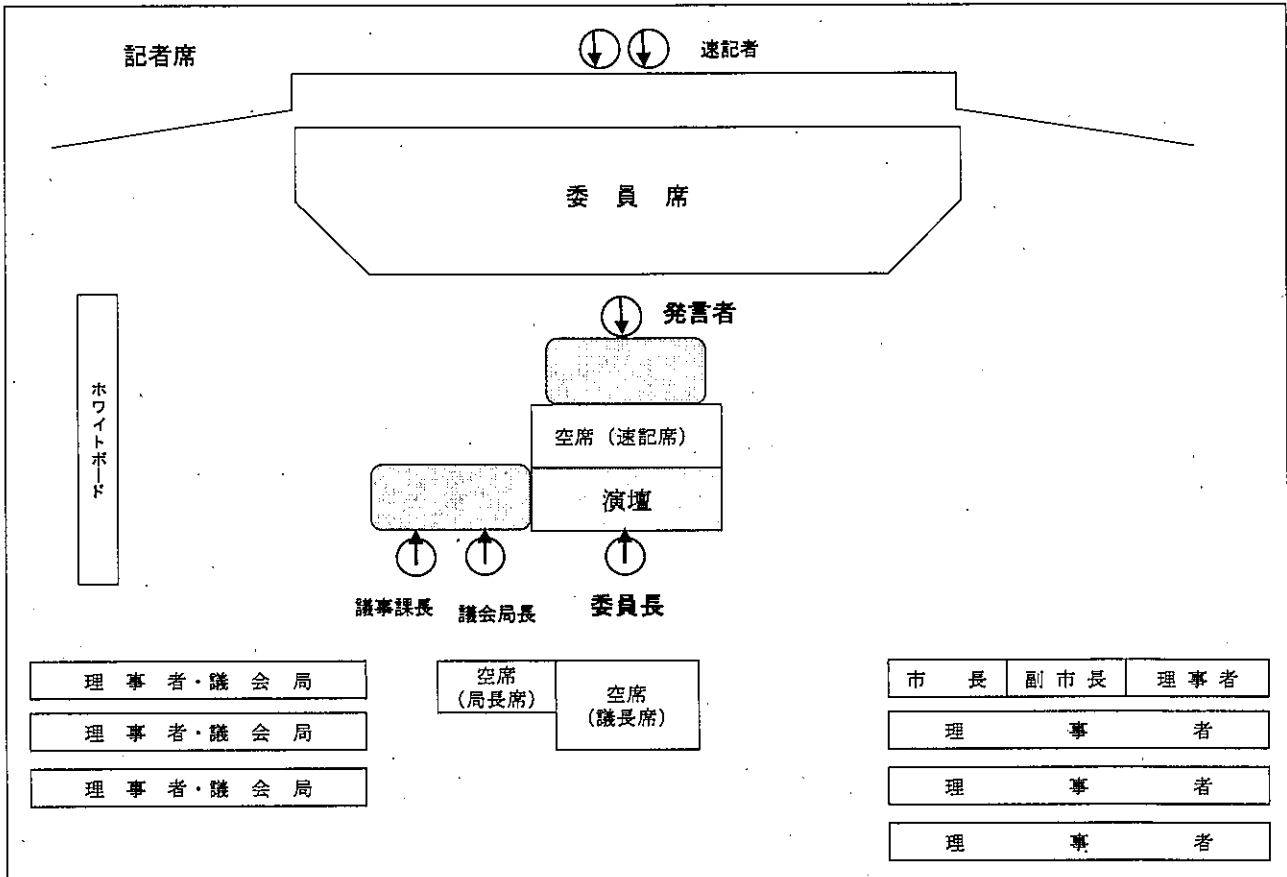 記者席
速記者
委員席
発言者
ホワイトボード
空席（速記席）
演壇
議事課長
議会局長
委員長
理事者・議会局
理事者・議会局
理事者・議会局
空席
(局長席)
空席
(議長席)
市長 副市長 理事者
理事者
理事者
理事者